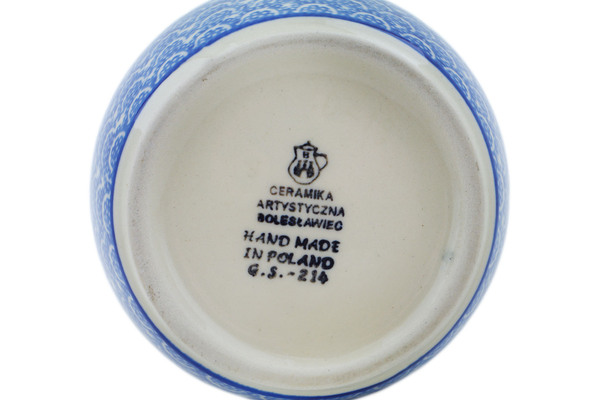 CERAMIKA
ARTYSTYCZNA
BOLESŁAWIEC
HAND MADE
IN POLAND
G.S.-214